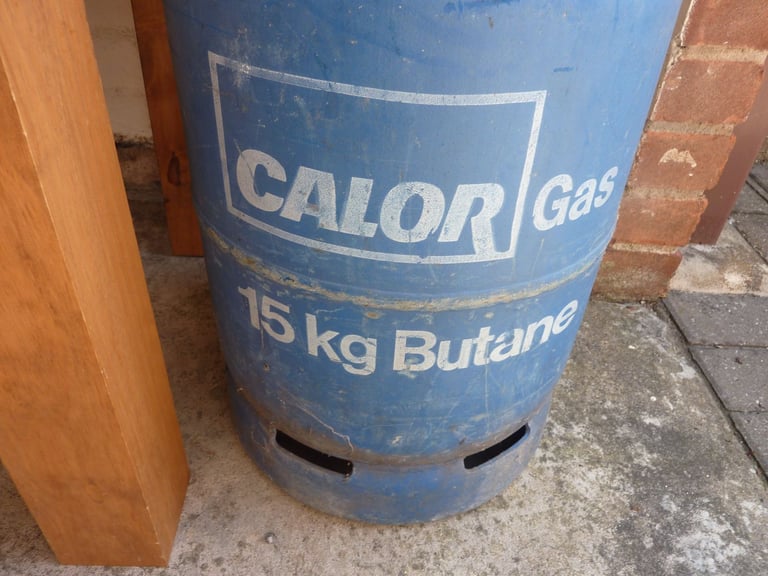 CALOR Gas
15 kg Butane